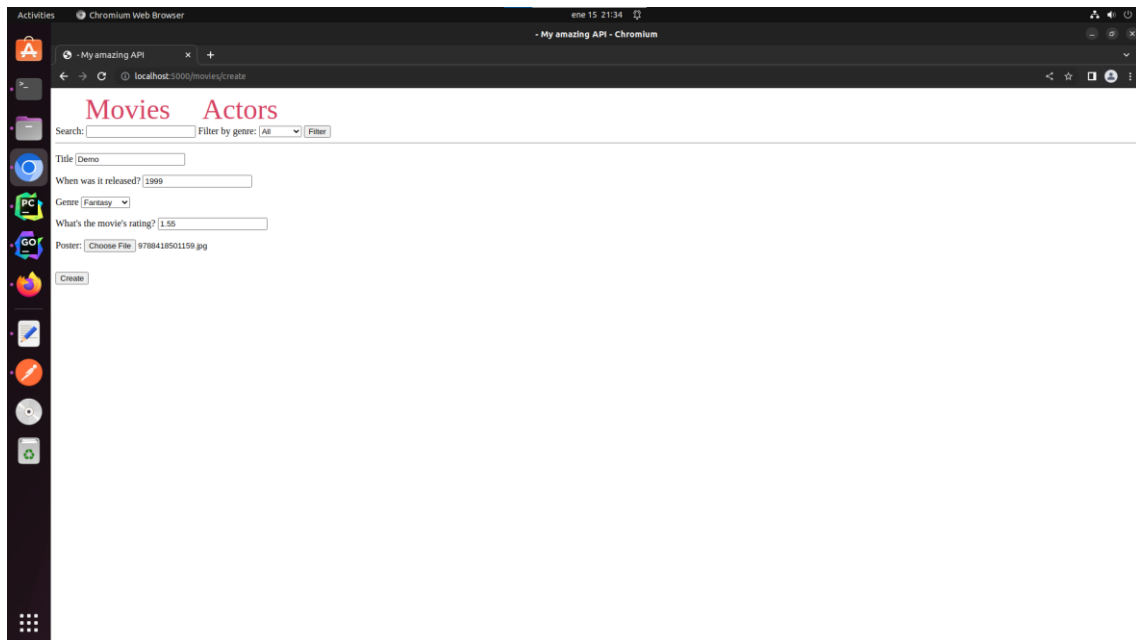 Activities Chromium Web Browser ene 15 21:34
- My amazing API - Chromium
- My amazing API × +
localhost:5000/movies/create
Movies Actors
Search: Filter by genre: All Filter
Title Demo
When was it released? 1999
Genre Fantasy
What's the movie's rating? 1.55
Poster: Choose File 9788418501159.jpg
Create
PC
GO